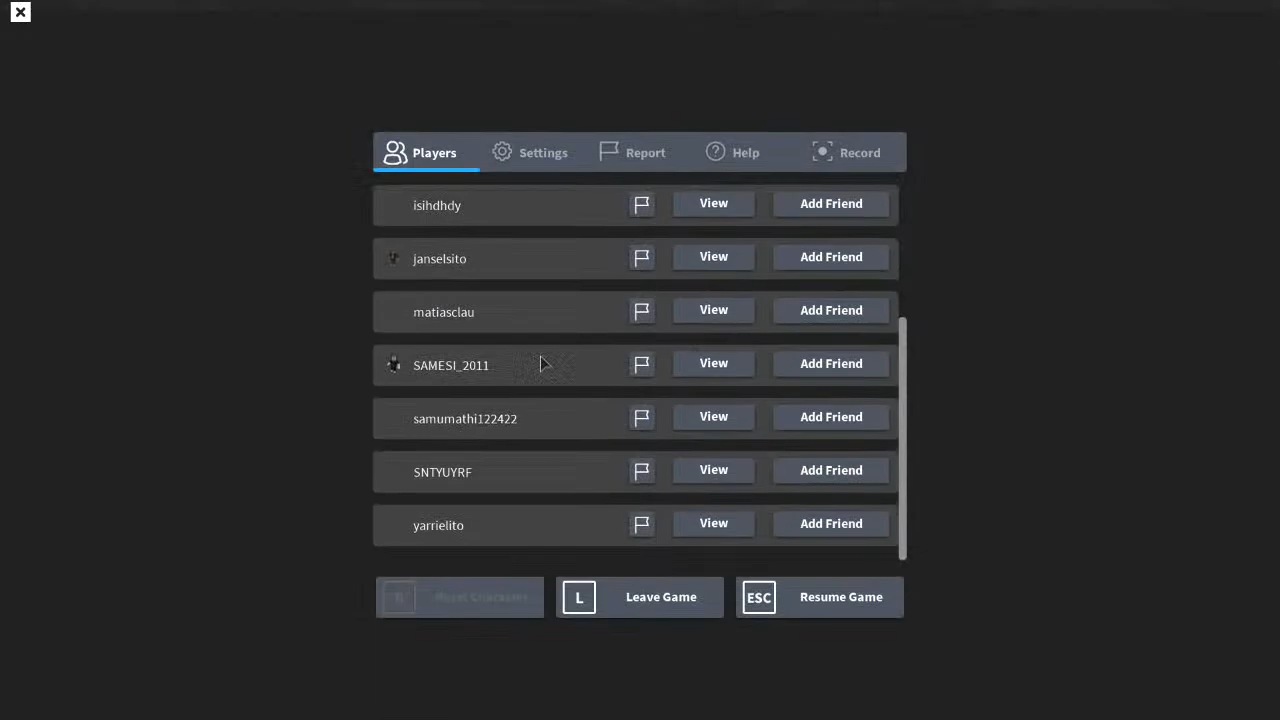 Players Settings Report Help Record
isihdhdy View Add Friend
janselsito View Add Friend
matiasclau View Add Friend
SAMESI_2011 View Add Friend
samumathi122422 View Add Friend
SNTYUYRF View Add Friend
yarrielito View Add Friend
R Reset Character L Leave Game ESC Resume Game